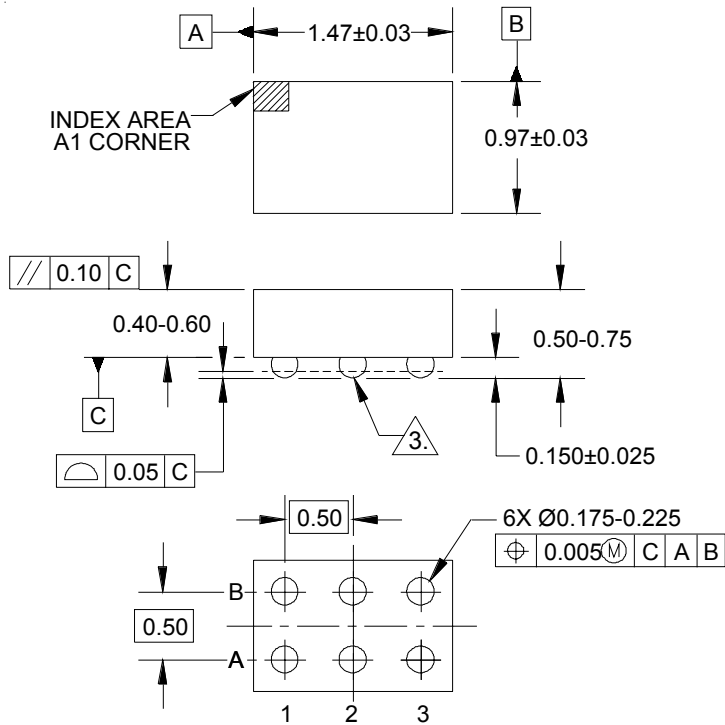 A
1.47±0.03
B
INDEX AREA
A1 CORNER
0.97±0.03
// 0.10 C
0.40-0.60
0.50-0.75
C
3.
⌓ 0.05 C
0.150±0.025
0.50
6X Ø0.175-0.225
⌖ 0.005Ⓜ C A B
B
0.50
A
1 2 3